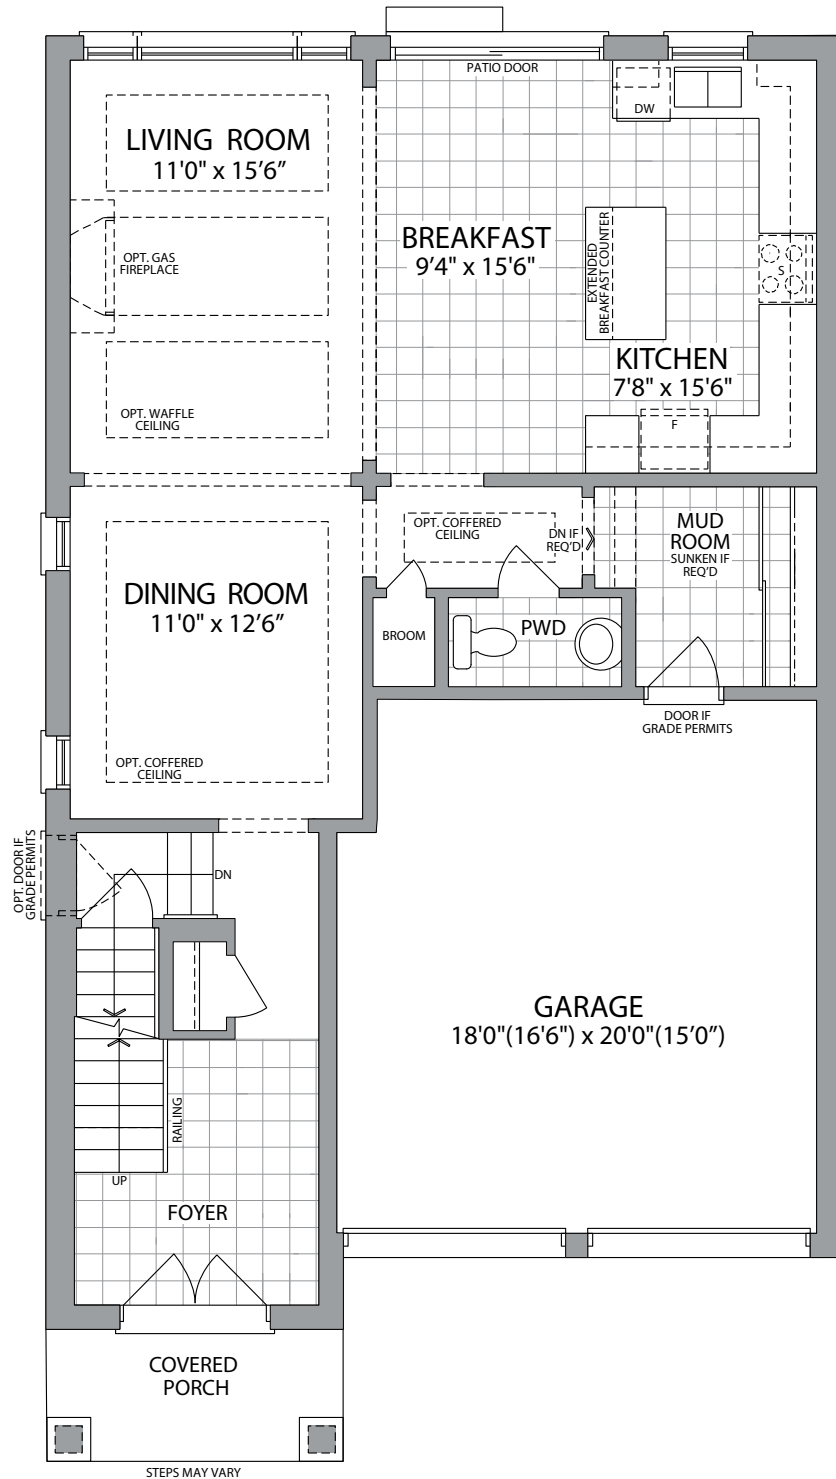 PATIO DOOR
DW
LIVING ROOM
11'0" x 15’6”
BREAKFAST
9'4" x 15'6"
OPT. GAS
FIREPLACE
EXTENDED
BREAKFAST COUNTER
S
KITCHEN
7'8" x 15'6"
OPT. WAFFLE
CEILING
F
OPT. COFFERED
CEILING
DN IF
REQ'D
MUD
ROOM
SUNKEN IF
REQ'D
DINING ROOM
11'0" x 12’6”
BROOM
PWD
DOOR IF
GRADE PERMITS
OPT. COFFERED
CEILING
OPT. DOOR IF
GRADE PERMITS
DN
GARAGE
18'0"(16'6") x 20'0"(15’0”)
RAILING
UP
FOYER
COVERED
PORCH
STEPS MAY VARY